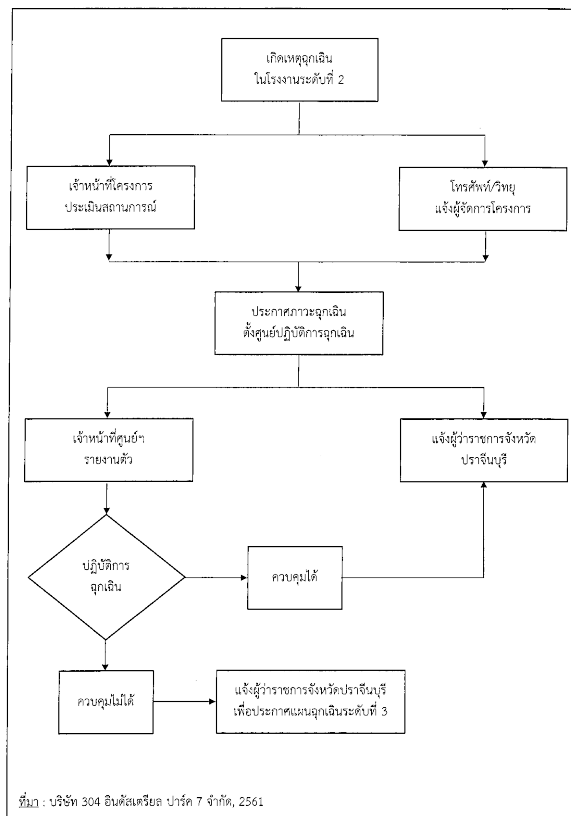 เกิดเหตุฉุกเฉิน
ในโรงงานระดับที่ 2
เจ้าหน้าที่โครงการ
ประเมินสถานการณ์
โทรศัพท์/วิทยุ
แจ้งผู้จัดการโครงการ
ประกาศภาวะฉุกเฉิน
ตั้งศูนย์ปฏิบัติการฉุกเฉิน
เจ้าหน้าที่ศูนย์ฯ
รายงานตัว
แจ้งผู้ว่าราชการจังหวัด
ปราจีนบุรี
ปฏิบัติการ
ฉุกเฉิน
ควบคุมได้
ควบคุมไม่ได้
แจ้งผู้ว่าราชการจังหวัดปราจีนบุรี
เพื่อประกาศแผนฉุกเฉินระดับที่ 3
ที่มา : บริษัท 304 อินดัสเตรียล ปาร์ค 7 จำกัด, 2561